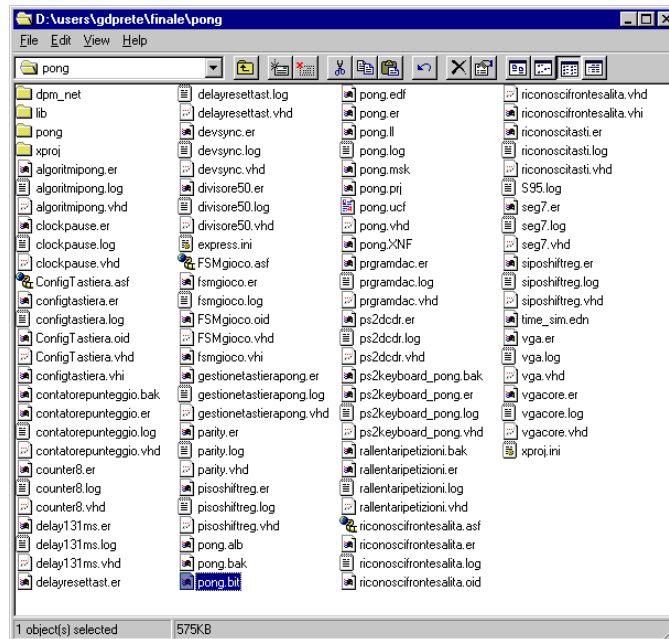 D:\users\gdprete\finale\pong
File Edit View Help
pong
dpm_net
lib
pong
xproj
algoritmipong.er
algoritmipong.log
algoritmipong.vhd
clockpause.er
clockpause.log
clockpause.vhd
ConfigTastiera.asf
configtastiera.er
configtastiera.log
ConfigTastiera.oid
ConfigTastiera.vhd
configtastiera.vhi
contatorepunteggio.bak
contatorepunteggio.er
contatorepunteggio.log
contatorepunteggio.vhd
counter8.er
counter8.log
counter8.vhd
delay131ms.er
delay131ms.log
delay131ms.vhd
delayresettast.er
delayresettast.log
delayresettast.vhd
devsync.er
devsync.log
devsync.vhd
divisore50.er
divisore50.log
divisore50.vhd
express.ini
FSMgioco.asf
fsmgioco.er
fsmgioco.log
FSMgioco.oid
FSMgioco.vhd
fsmgioco.vhi
gestionetastierapong.er
gestionetastierapong.log
gestionetastierapong.vhd
parity.er
parity.log
parity.vhd
pisoshiftreg.er
pisoshiftreg.log
pisoshiftreg.vhd
pong.alb
pong.bak
pong.bit
pong.edf
pong.er
pong.ll
pong.log
pong.msk
pong.prj
pong.ucf
pong.vhd
pong.XNF
prgramdac.er
prgramdac.log
prgramdac.vhd
ps2dcdr.er
ps2dcdr.log
ps2dcdr.vhd
ps2keyboard_pong.bak
ps2keyboard_pong.er
ps2keyboard_pong.log
ps2keyboard_pong.vhd
rallentaripetizioni.bak
rallentaripetizioni.er
rallentaripetizioni.log
rallentaripetizioni.vhd
riconoscifrontesalita.asf
riconoscifrontesalita.er
riconoscifrontesalita.log
riconoscifrontesalita.oid
riconoscifrontesalita.vhd
riconoscifrontesalita.vhi
riconoscitasti.er
riconoscitasti.log
riconoscitasti.vhd
S95.log
seg7.er
seg7.log
seg7.vhd
siposhiftreg.er
siposhiftreg.log
siposhiftreg.vhd
time_sim.edn
vga.er
vga.log
vga.vhd
vgacore.er
vgacore.log
vgacore.vhd
xproj.ini
1 object(s) selected 575KB